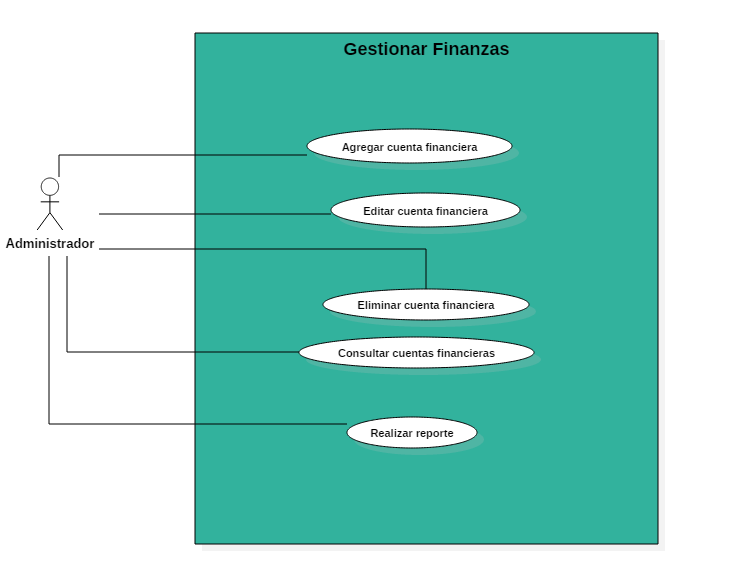 Gestionar Finanzas
Agregar cuenta financiera
Editar cuenta financiera
Administrador
Eliminar cuenta financiera
Consultar cuentas financieras
Realizar reporte